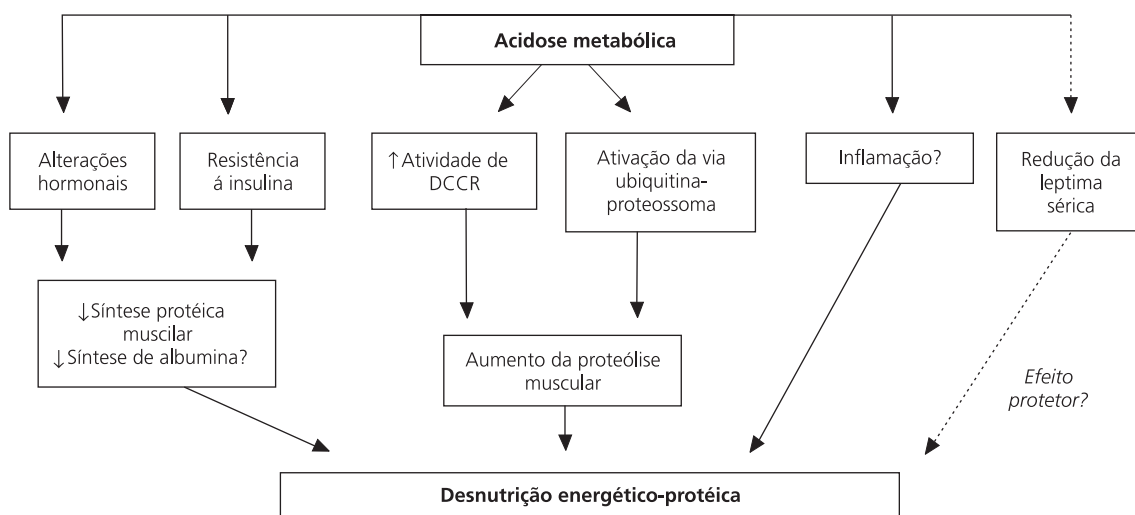 Acidose metabólica
Alterações
hormonais
Resistência
á insulina
↑Atividade de
DCCR
Ativação da via
ubiquitina-
proteossoma
Inflamação?
Redução da
leptima
sérica
↓Síntese protéica
muscilar
↓Síntese de albumina?
Aumento da proteólise
muscular
Efeito
protetor?
Desnutrição energético-protéica